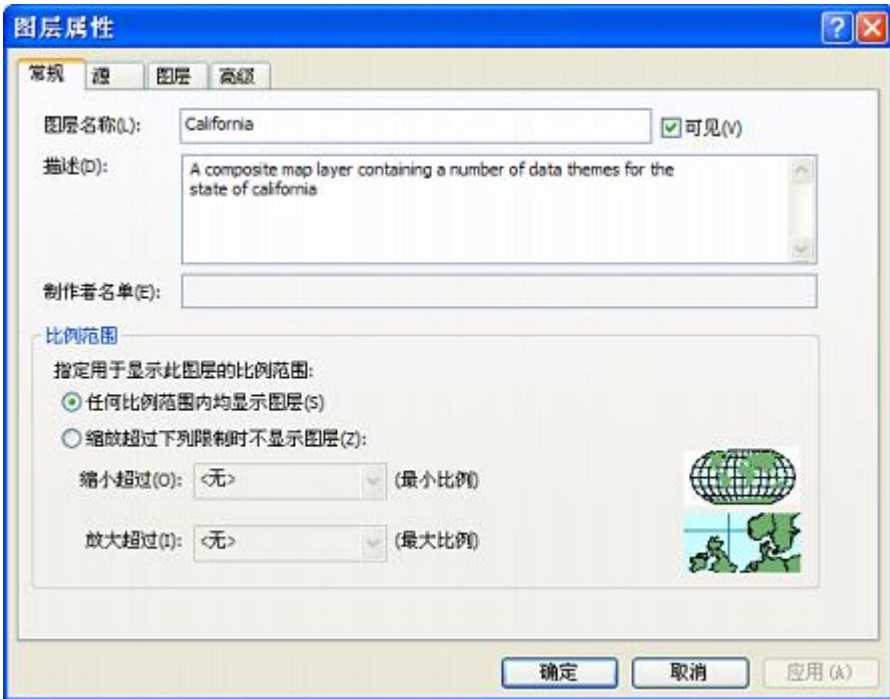 图层属性
常规 源 图层 高级
图层名称(L): California 可见(V)
描述(D): A composite map layer containing a number of data themes for the
state of california
制作者名单(E):
比例范围
指定用于显示此图层的比例范围:
任何比例范围内均显示图层(S)
缩放超过下列限制时不显示图层(Z):
缩小超过(O): <无> (最小比例)
放大超过(I): <无> (最大比例)
确定 取消 应用(A)